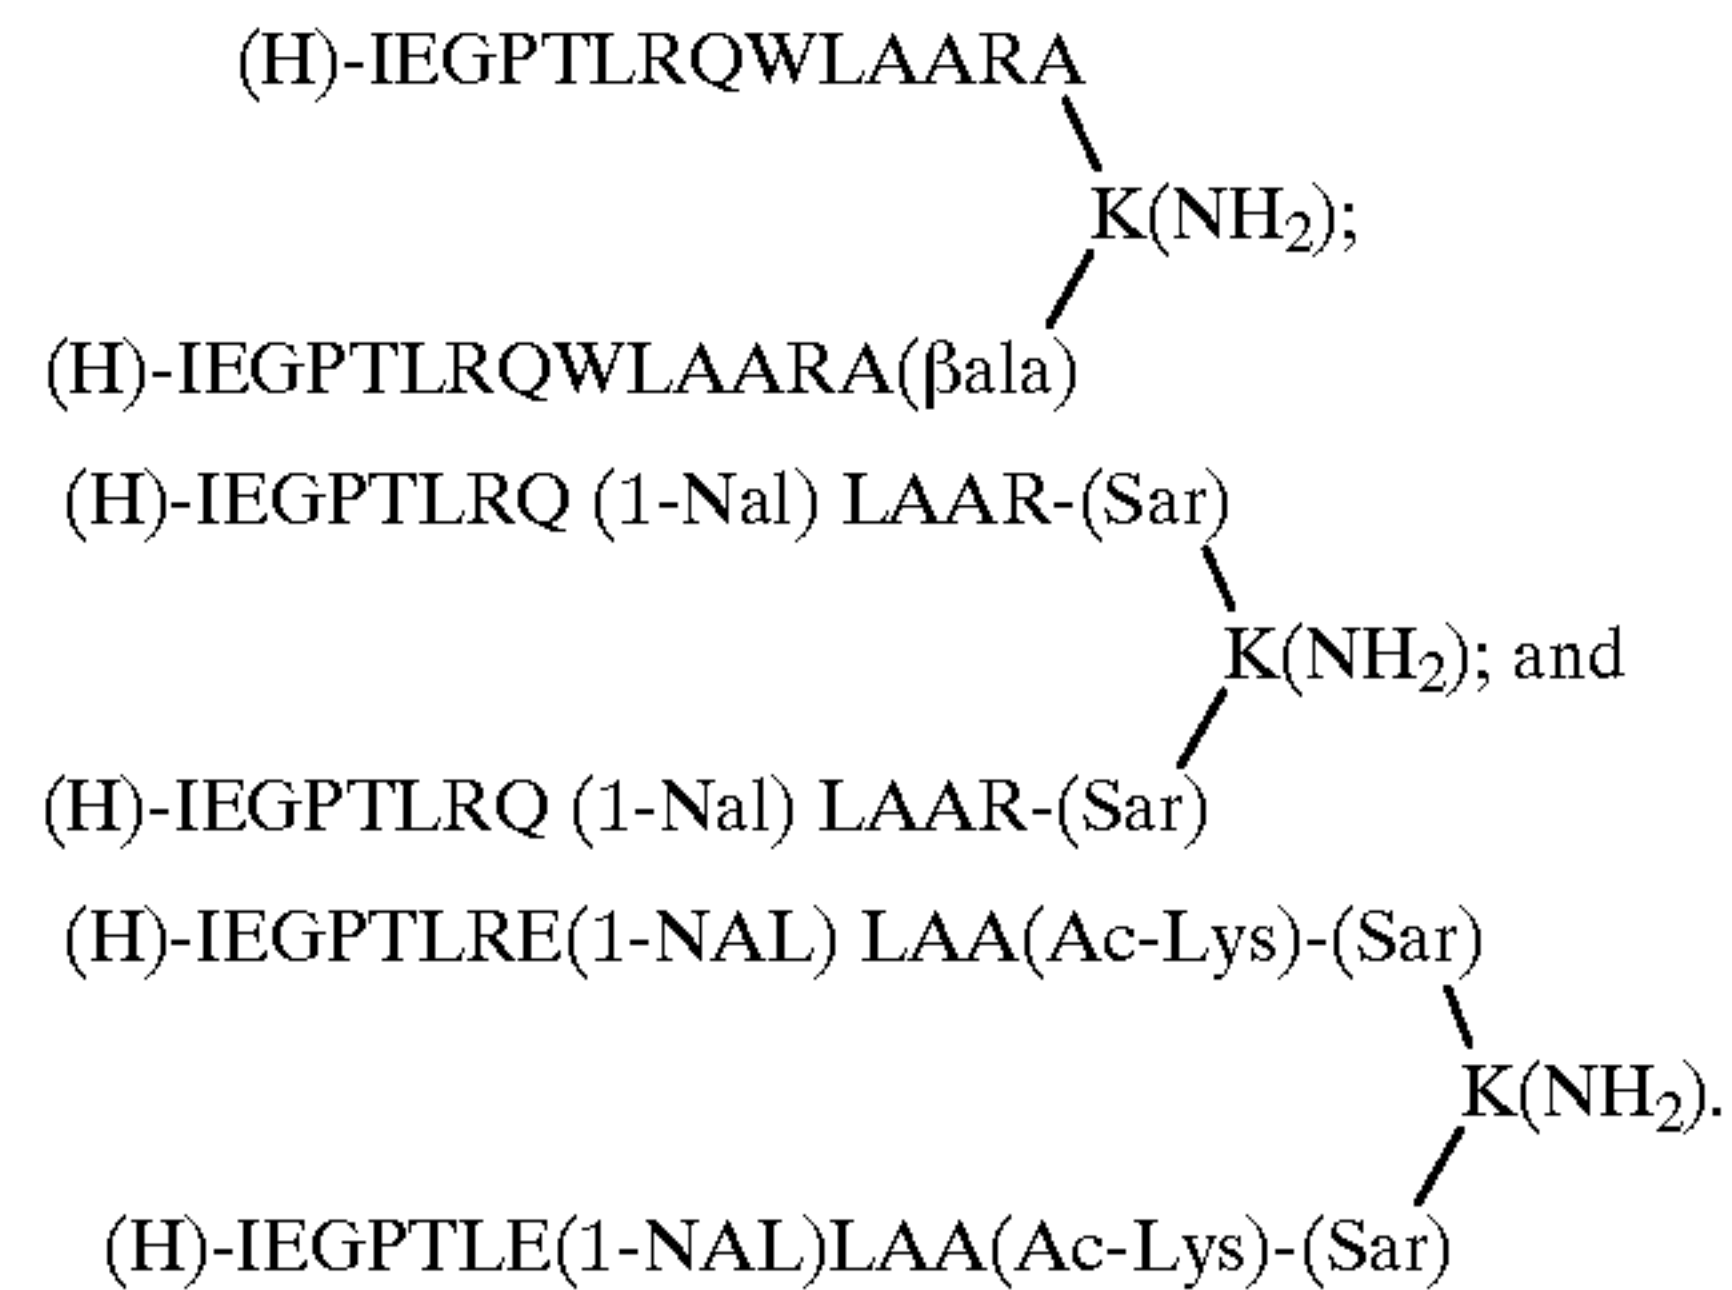 (H)-IEGPTLRQWLAARA
K(NH₂);
(H)-IEGPTLRQWLAARA(βala)
(H)-IEGPTLRQ (1-Nal) LAAR-(Sar)
K(NH₂); and
(H)-IEGPTLRQ (1-Nal) LAAR-(Sar)
(H)-IEGPTLRE(1-NAL) LAA(Ac-Lys)-(Sar)
K(NH₂).
(H)-IEGPTLE(1-NAL)LAA(Ac-Lys)-(Sar)